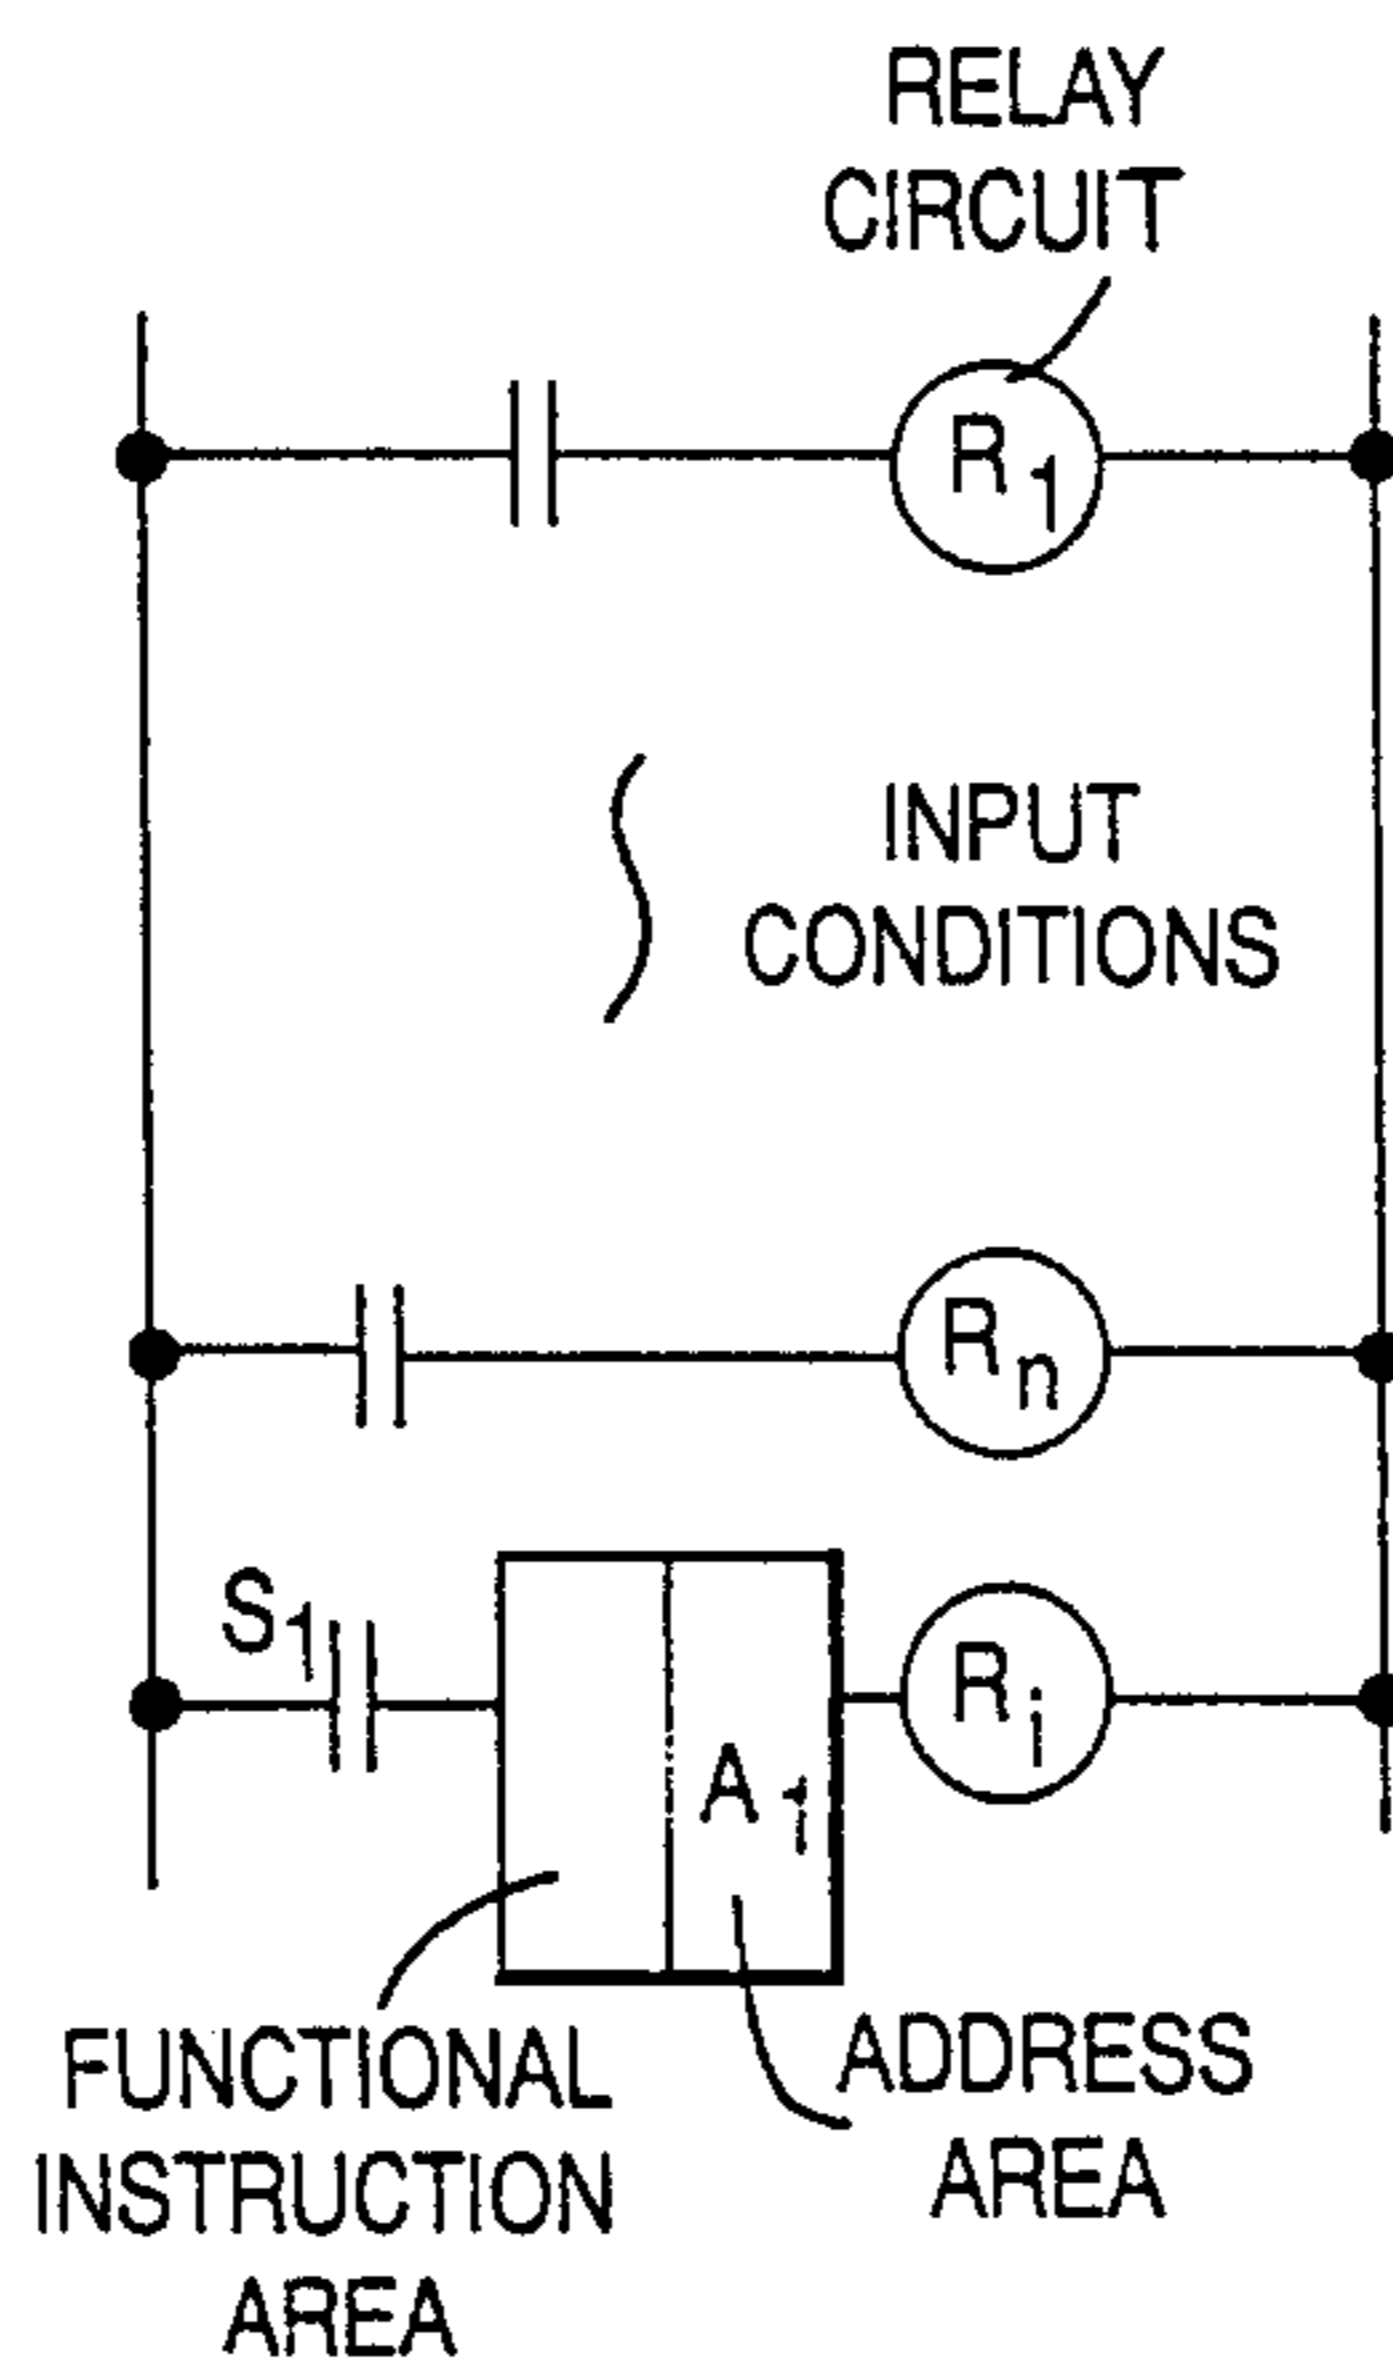 RELAY
CIRCUIT
R1
INPUT
CONDITIONS
Rn
S1
Ri
A1
FUNCTIONAL
INSTRUCTION
AREA
ADDRESS
AREA